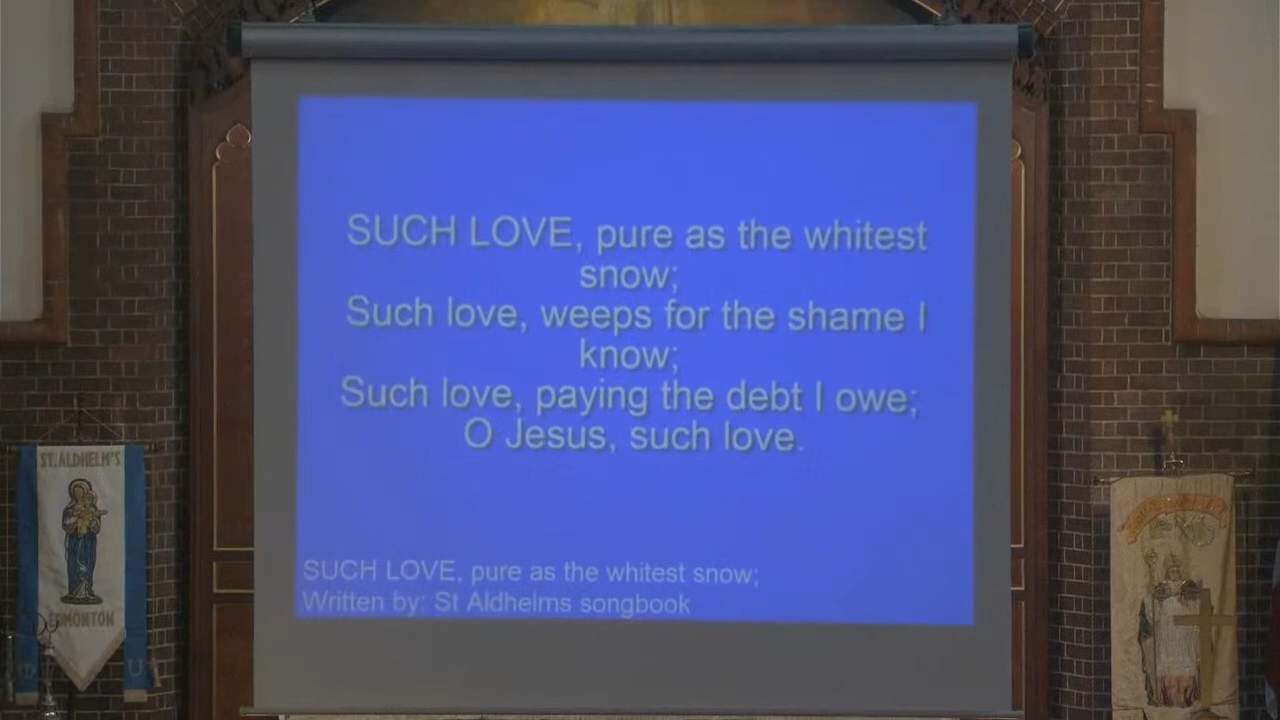 SUCH LOVE, pure as the whitest
snow;
Such love, weeps for the shame I
know;
Such love, paying the debt I owe;
O Jesus, such love.
SUCH LOVE, pure as the whitest snow;
Written by: St Aldhelms songbook
ST. ALDHELM'S
EDMONTON